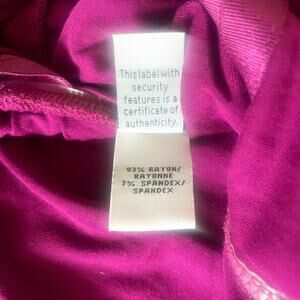 This label with
security
features is a
certificate of
authenticity.
93% RAYON/
RAYONNE
7% SPANDEX/
SPANDEX